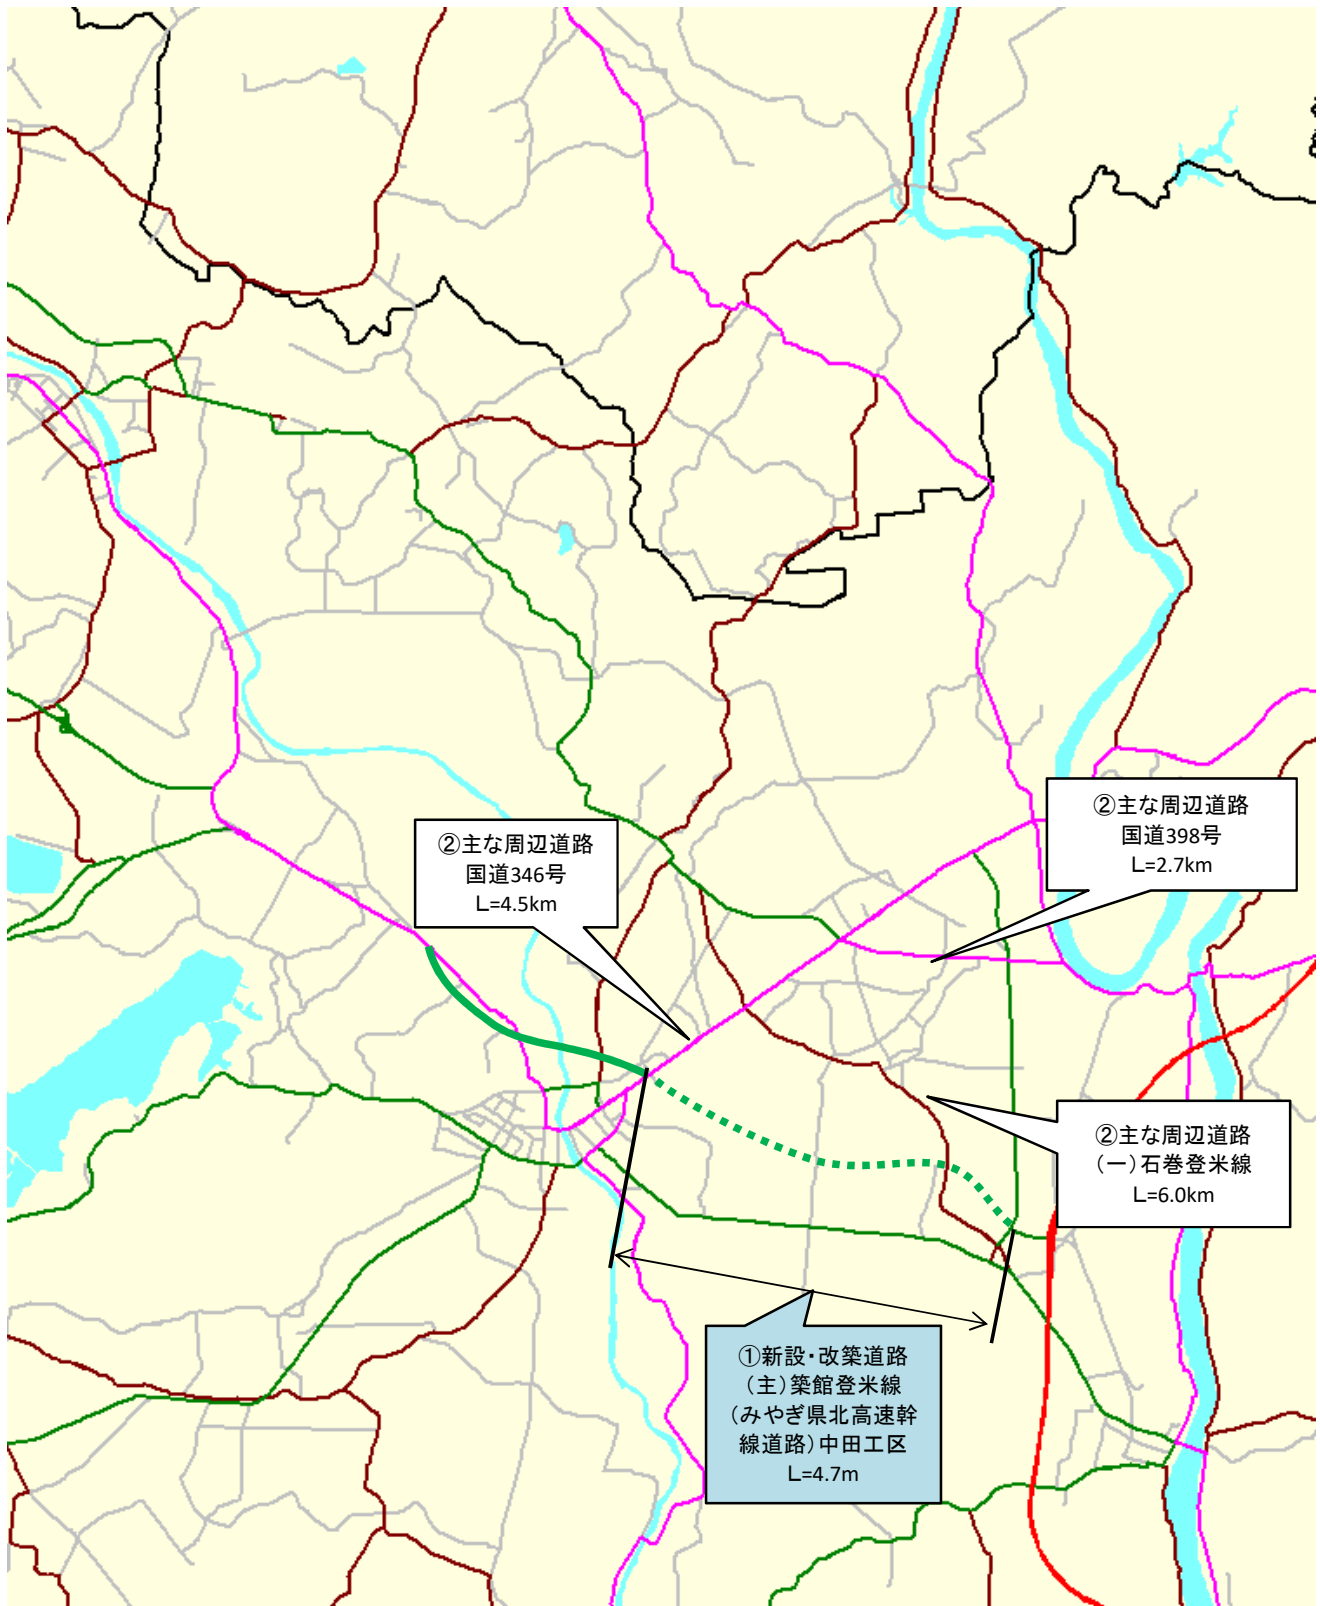 ②主な周辺道路
国道398号
L=2.7km
②主な周辺道路
国道346号
L=4.5km
②主な周辺道路
(一)石巻登米線
L=6.0km
①新設・改築道路
(主)築館登米線
(みやぎ県北高速幹
線道路)中田工区
L=4.7m